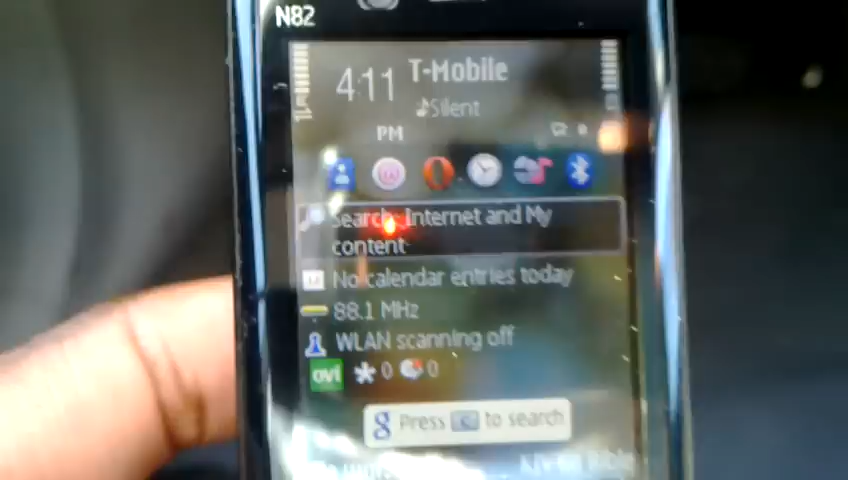 N82
4:11 T-Mobile
Silent
PM
Search: Internet and My
content
No calendar entries today
88.1 MHz
WLAN scanning off
ovi 0 0
g Press to search
Bible